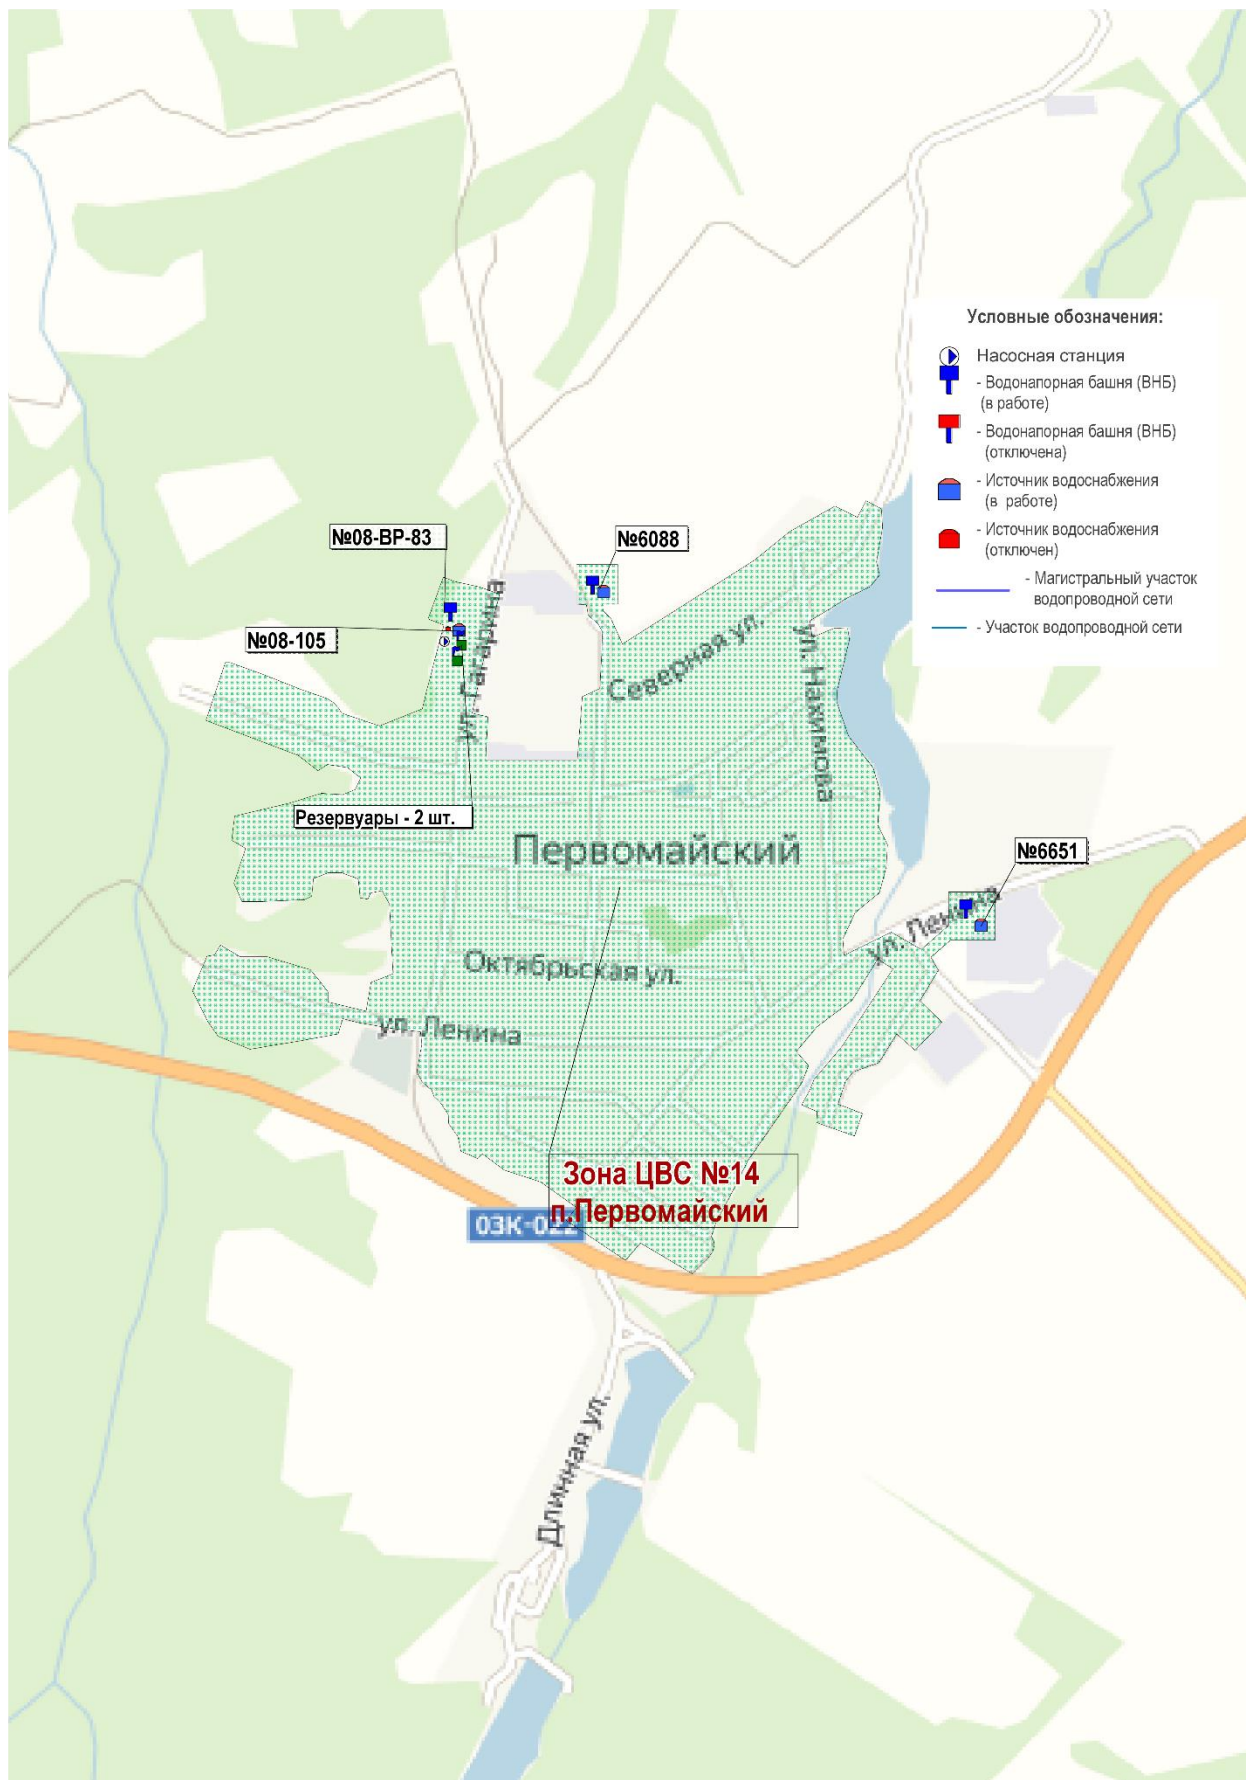 Условные обозначения:
Насосная станция
- Водонапорная башня (ВНБ)
(в работе)
- Водонапорная башня (ВНБ)
(отключена)
- Источник водоснабжения
(в работе)
- Источник водоснабжения
(отключен)
- Магистральный участок
водопроводной сети
- Участок водопроводной сети
№08-ВР-83
№6088
№08-105
ул. Гагарина
Северная ул.
ул. Нахимова
Резервуары - 2 шт.
Первомайский
№6651
ул. Ленина
Октябрьская ул.
ул. Ленина
Зона ЦВС №14
п.Первомайский
03К-022
Длинная ул.